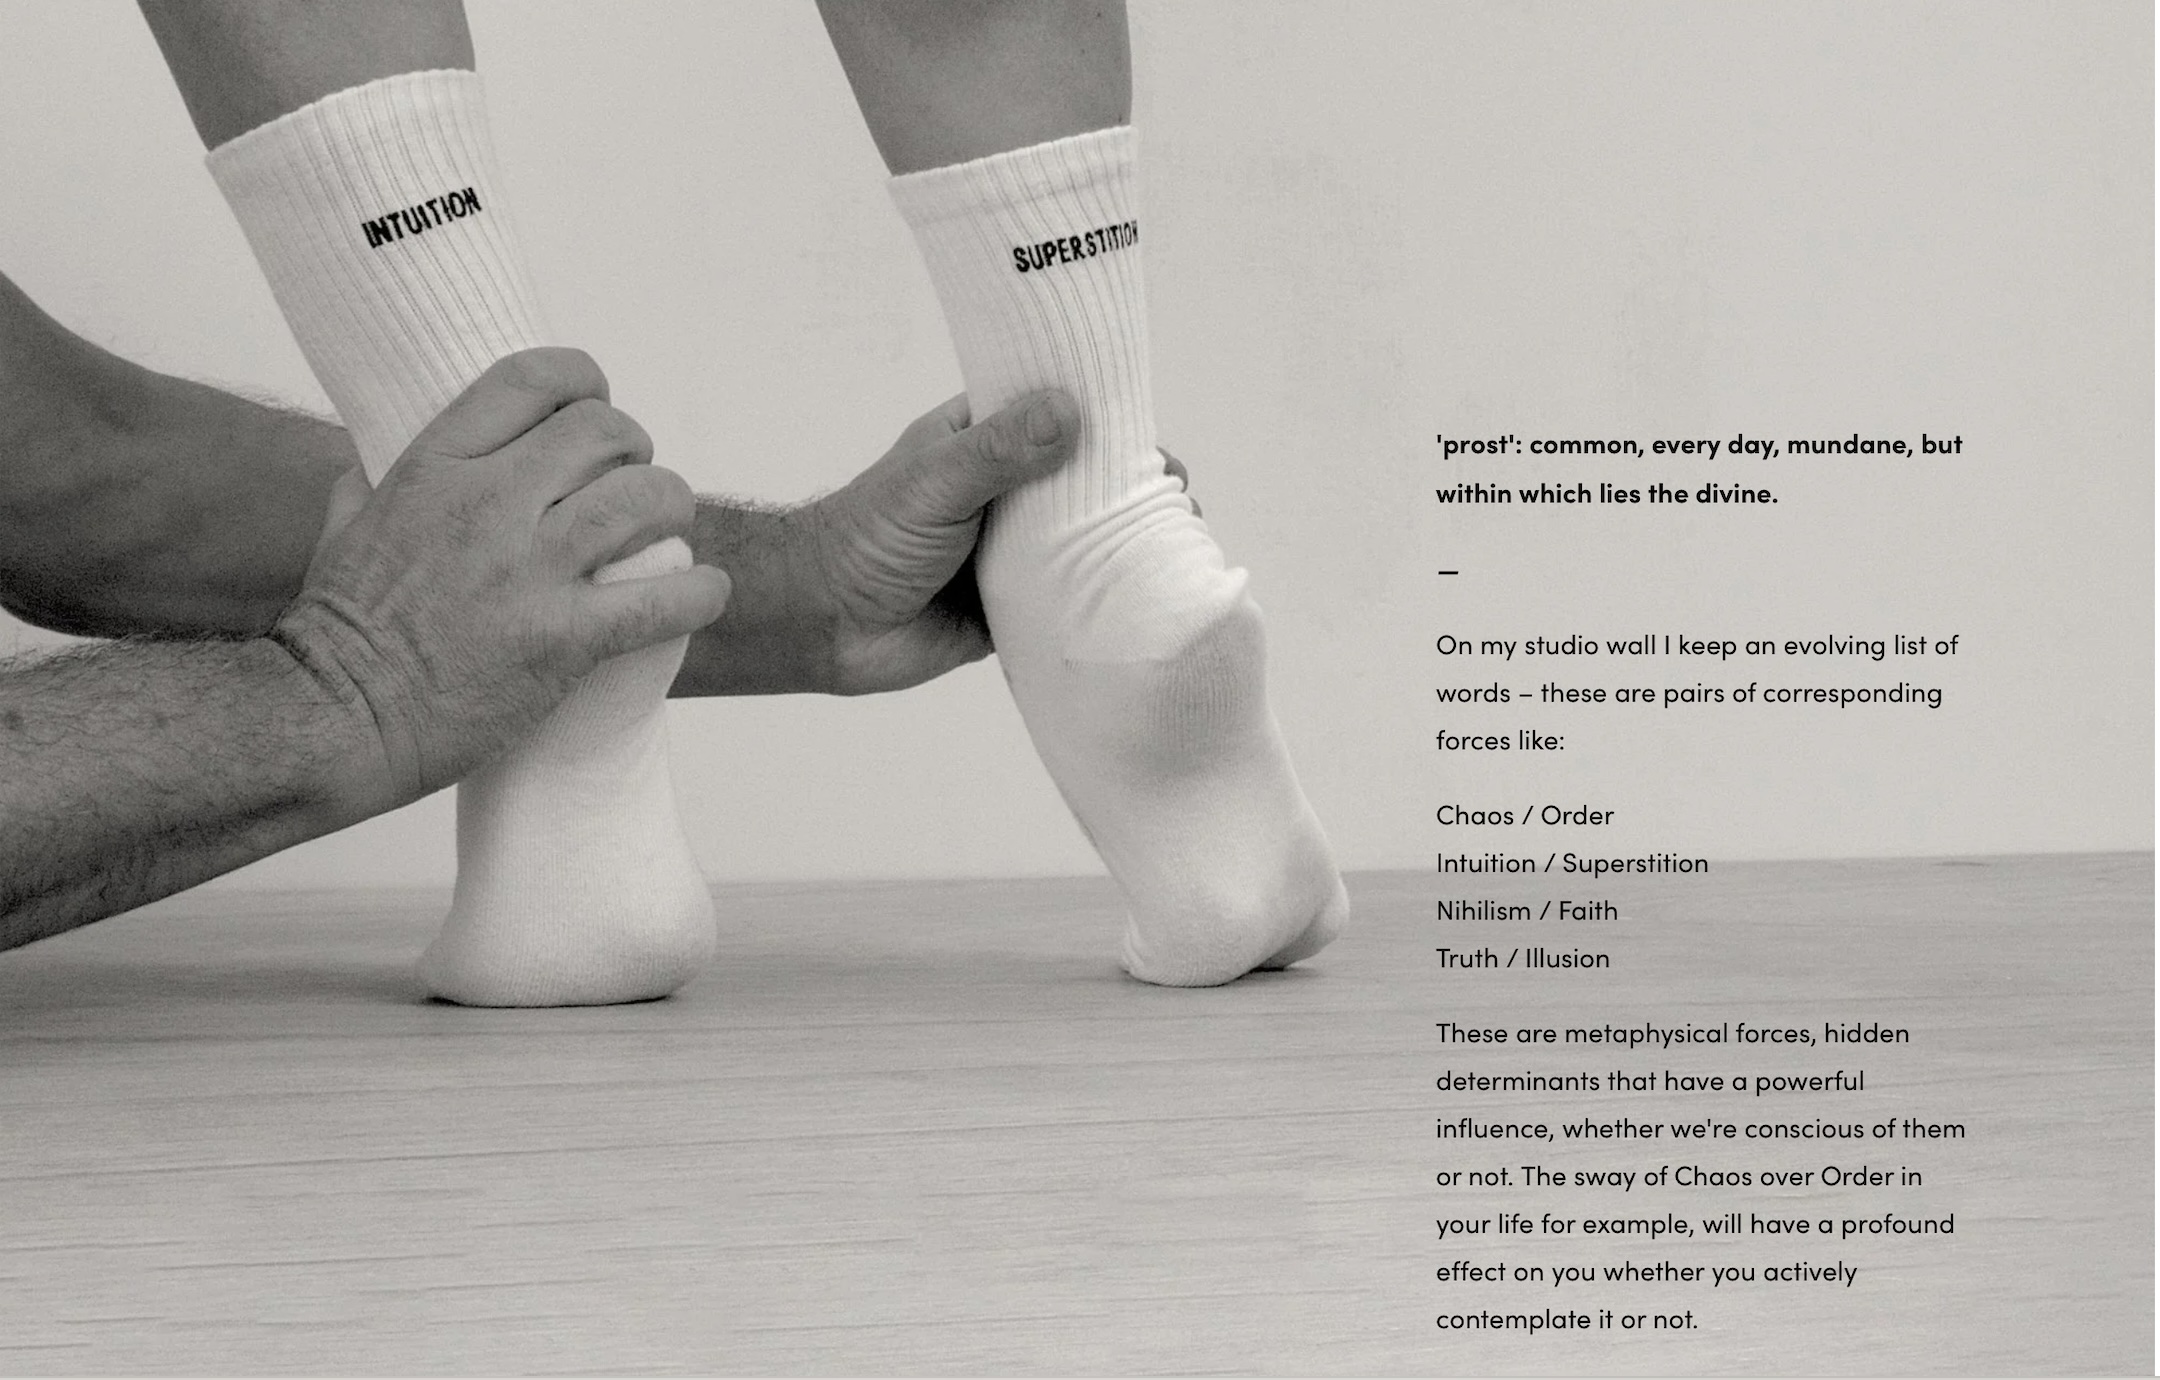 INTUITION
SUPERSTITION
'prost': common, every day, mundane, but
within which lies the divine.
—
On my studio wall I keep an evolving list of
words – these are pairs of corresponding
forces like:
Chaos / Order
Intuition / Superstition
Nihilism / Faith
Truth / Illusion
These are metaphysical forces, hidden
determinants that have a powerful
influence, whether we're conscious of them
or not. The sway of Chaos over Order in
your life for example, will have a profound
effect on you whether you actively
contemplate it or not.